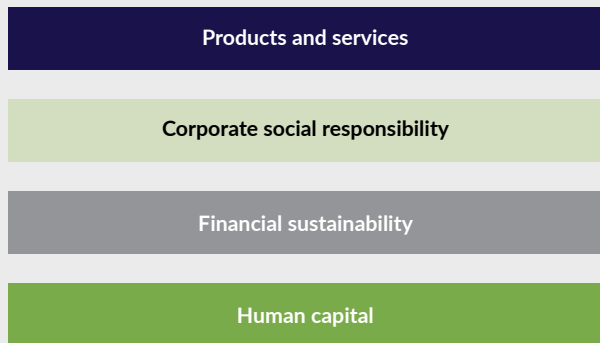 Products and services
Corporate social responsibility
Financial sustainability
Human capital